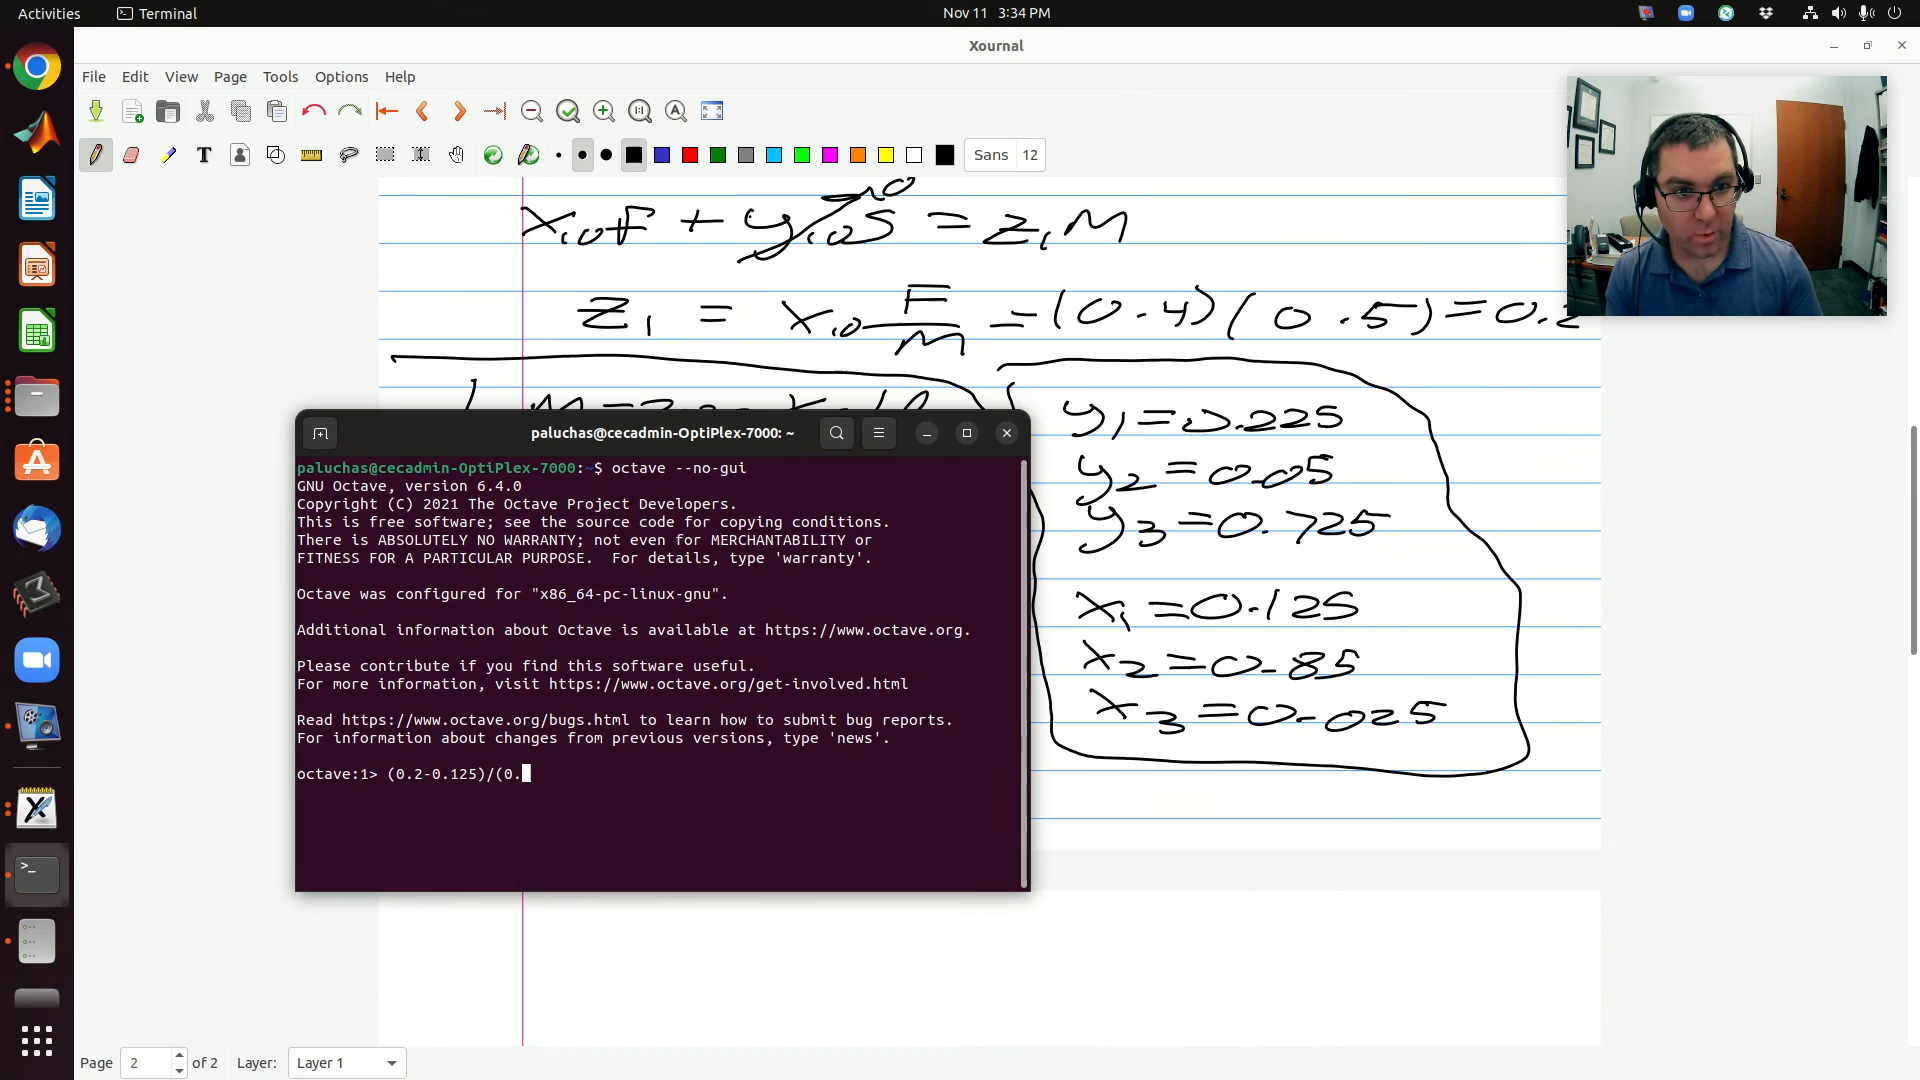 Activities Terminal Nov 11 3:34 PM
Xournal
File Edit View Page Tools Options Help
Sans 12
x₁,₀F + y₁,₀S = z₁M
0
z₁ = x₁,₀ F/M = (0.4)(0.5) = 0.2
paluchas@cecadmin-OptiPlex-7000: ~
paluchas@cecadmin-OptiPlex-7000:~$ octave --no-gui
GNU Octave, version 6.4.0
Copyright (C) 2021 The Octave Project Developers.
This is free software; see the source code for copying conditions.
There is ABSOLUTELY NO WARRANTY; not even for MERCHANTABILITY or
FITNESS FOR A PARTICULAR PURPOSE.  For details, type 'warranty'.
Octave was configured for "x86_64-pc-linux-gnu".
Additional information about Octave is available at https://www.octave.org.
Please contribute if you find this software useful.
For more information, visit https://www.octave.org/get-involved.html
Read https://www.octave.org/bugs.html to learn how to submit bug reports.
For information about changes from previous versions, type 'news'.
octave:1> (0.2-0.125)/(0.
y₁ = 0.225
y₂ = 0.05
y₃ = 0.725
x₁ = 0.125
x₂ = 0.85
x₃ = 0.025
Page 2 of 2 Layer: Layer 1